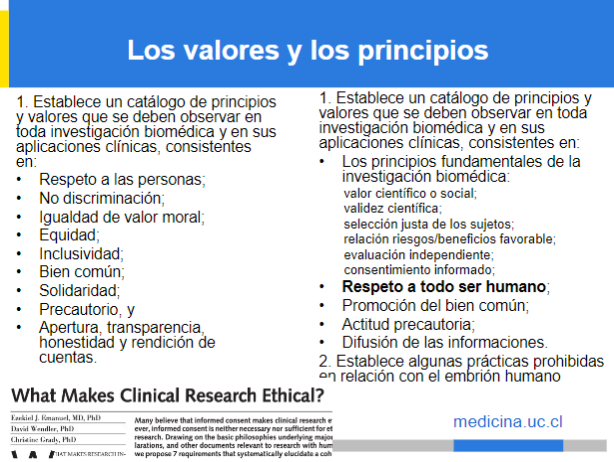 Los valores y los principios
1. Establece un catálogo de principios
y valores que se deben observar en
toda investigación biomédica y en sus
aplicaciones clínicas, consistentes
en:
• Respeto a las personas;
• No discriminación;
• Igualdad de valor moral;
• Equidad;
• Inclusividad;
• Bien común;
• Solidaridad;
• Precautorio, y
• Apertura, transparencia,
honestidad y rendición de
cuentas.
1. Establece un catálogo de principios y
valores que se deben observar en toda
investigación biomédica y en sus
aplicaciones clínicas, consistentes en:
• Los principios fundamentales de la
investigación biomédica:
valor científico o social;
validez científica;
selección justa de los sujetos;
relación riesgos/beneficios favorable;
evaluación independiente;
consentimiento informado;
• Respeto a todo ser humano;
• Promoción del bien común;
• Actitud precautoria;
• Difusión de las informaciones.
2. Establece algunas prácticas prohibidas
en relación con el embrión humano
What Makes Clinical Research Ethical?
Ezekiel J. Emanuel, MD, PhD
David Wendler, PhD
Christine Grady, PhD
HAT MAKES RESEARCH IN-
Many believe that informed consent makes clinical research e
ever, informed consent is neither necessary nor sufficient for et
research. Drawing on the basic philosophies underlying major
larations, and other documents relevant to research with hum
we propose 7 requirements that systematically elucidate a coh
medicina.uc.cl